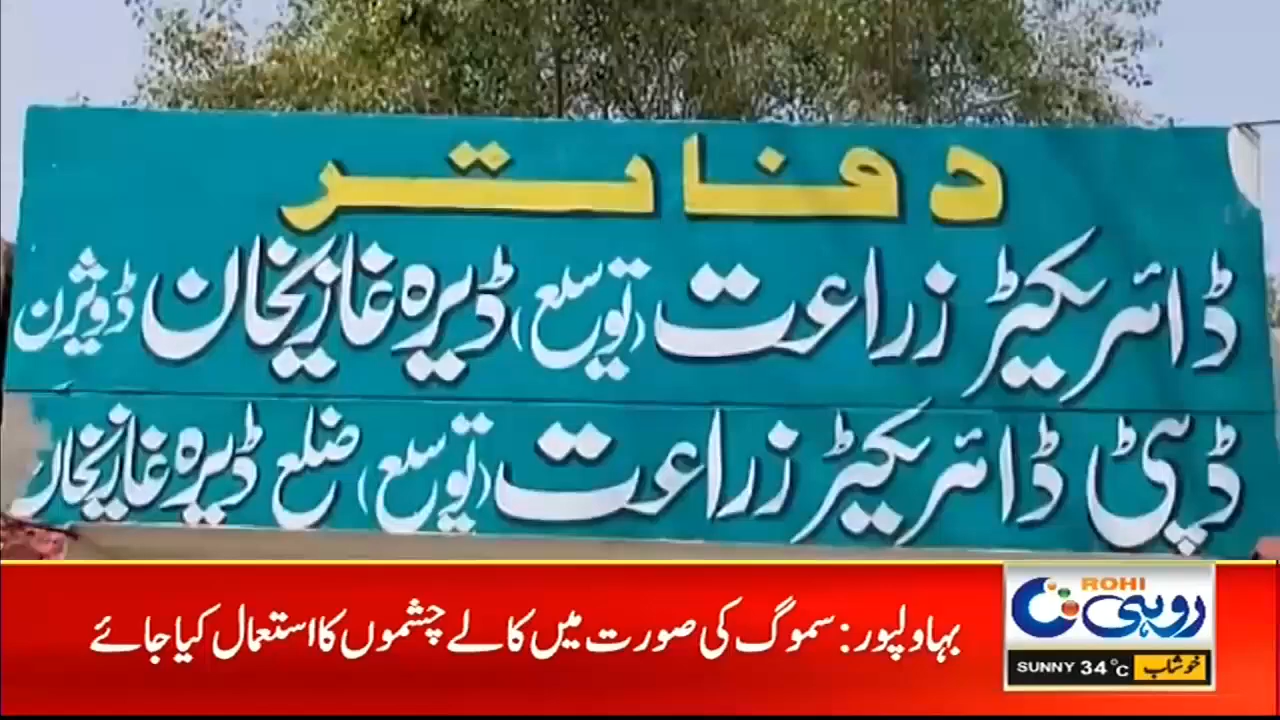 دفاتر
ڈائریکٹر زراعت (توسیع) ڈیرہ غازیخان ڈویژن
ڈپٹی ڈائریکٹر زراعت (توسیع) ضلع ڈیرہ غازیخان
بہاولپور: سموگ کی صورت میں کالے چشموں کا استعمال کیا جائے
ROHI
روہی
SUNNY 34°C خوشاب